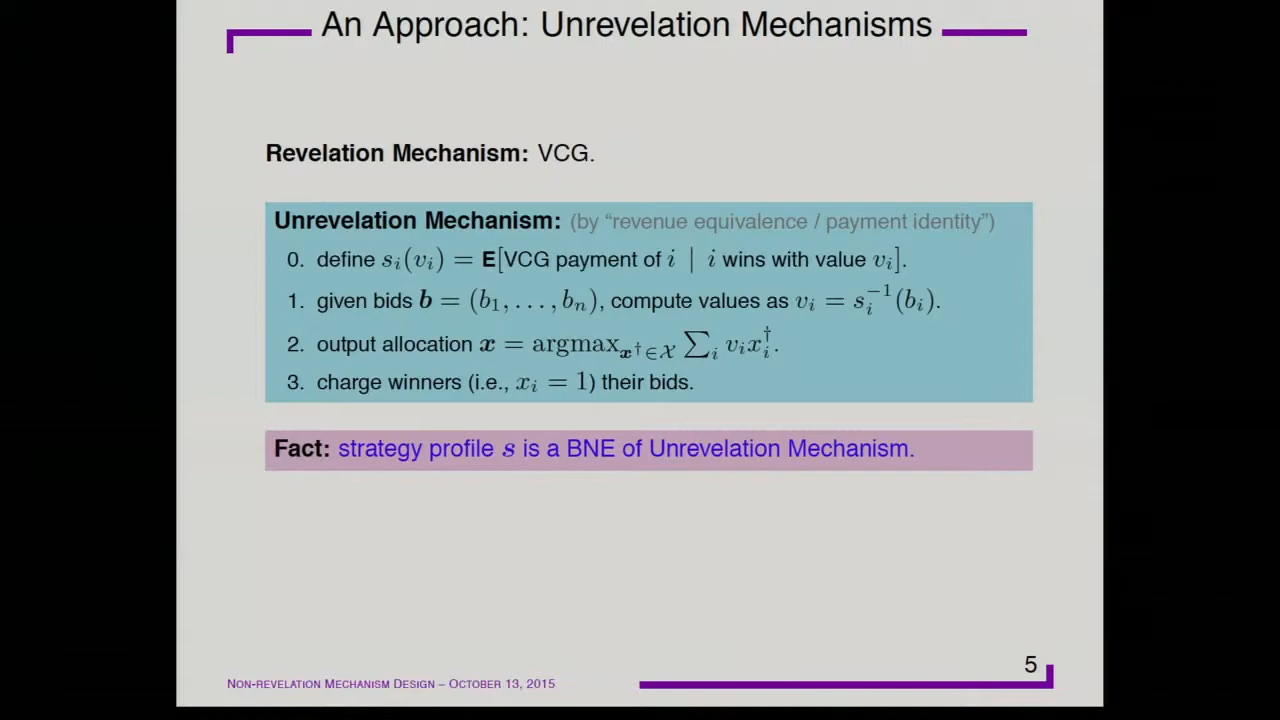 An Approach: Unrevelation Mechanisms
Revelation Mechanism: VCG.
Unrevelation Mechanism: (by “revenue equivalence / payment identity”)
0. define sᵢ(vᵢ) = E[VCG payment of i | i wins with value vᵢ].
1. given bids b = (b₁, . . . , bₙ), compute values as vᵢ = sᵢ⁻¹(bᵢ).
2. output allocation x = argmax_{x†∈X} ∑ᵢ vᵢxᵢ†.
3. charge winners (i.e., xᵢ = 1) their bids.
Fact: strategy profile s is a BNE of Unrevelation Mechanism.
5
NON-REVELATION MECHANISM DESIGN – OCTOBER 13, 2015